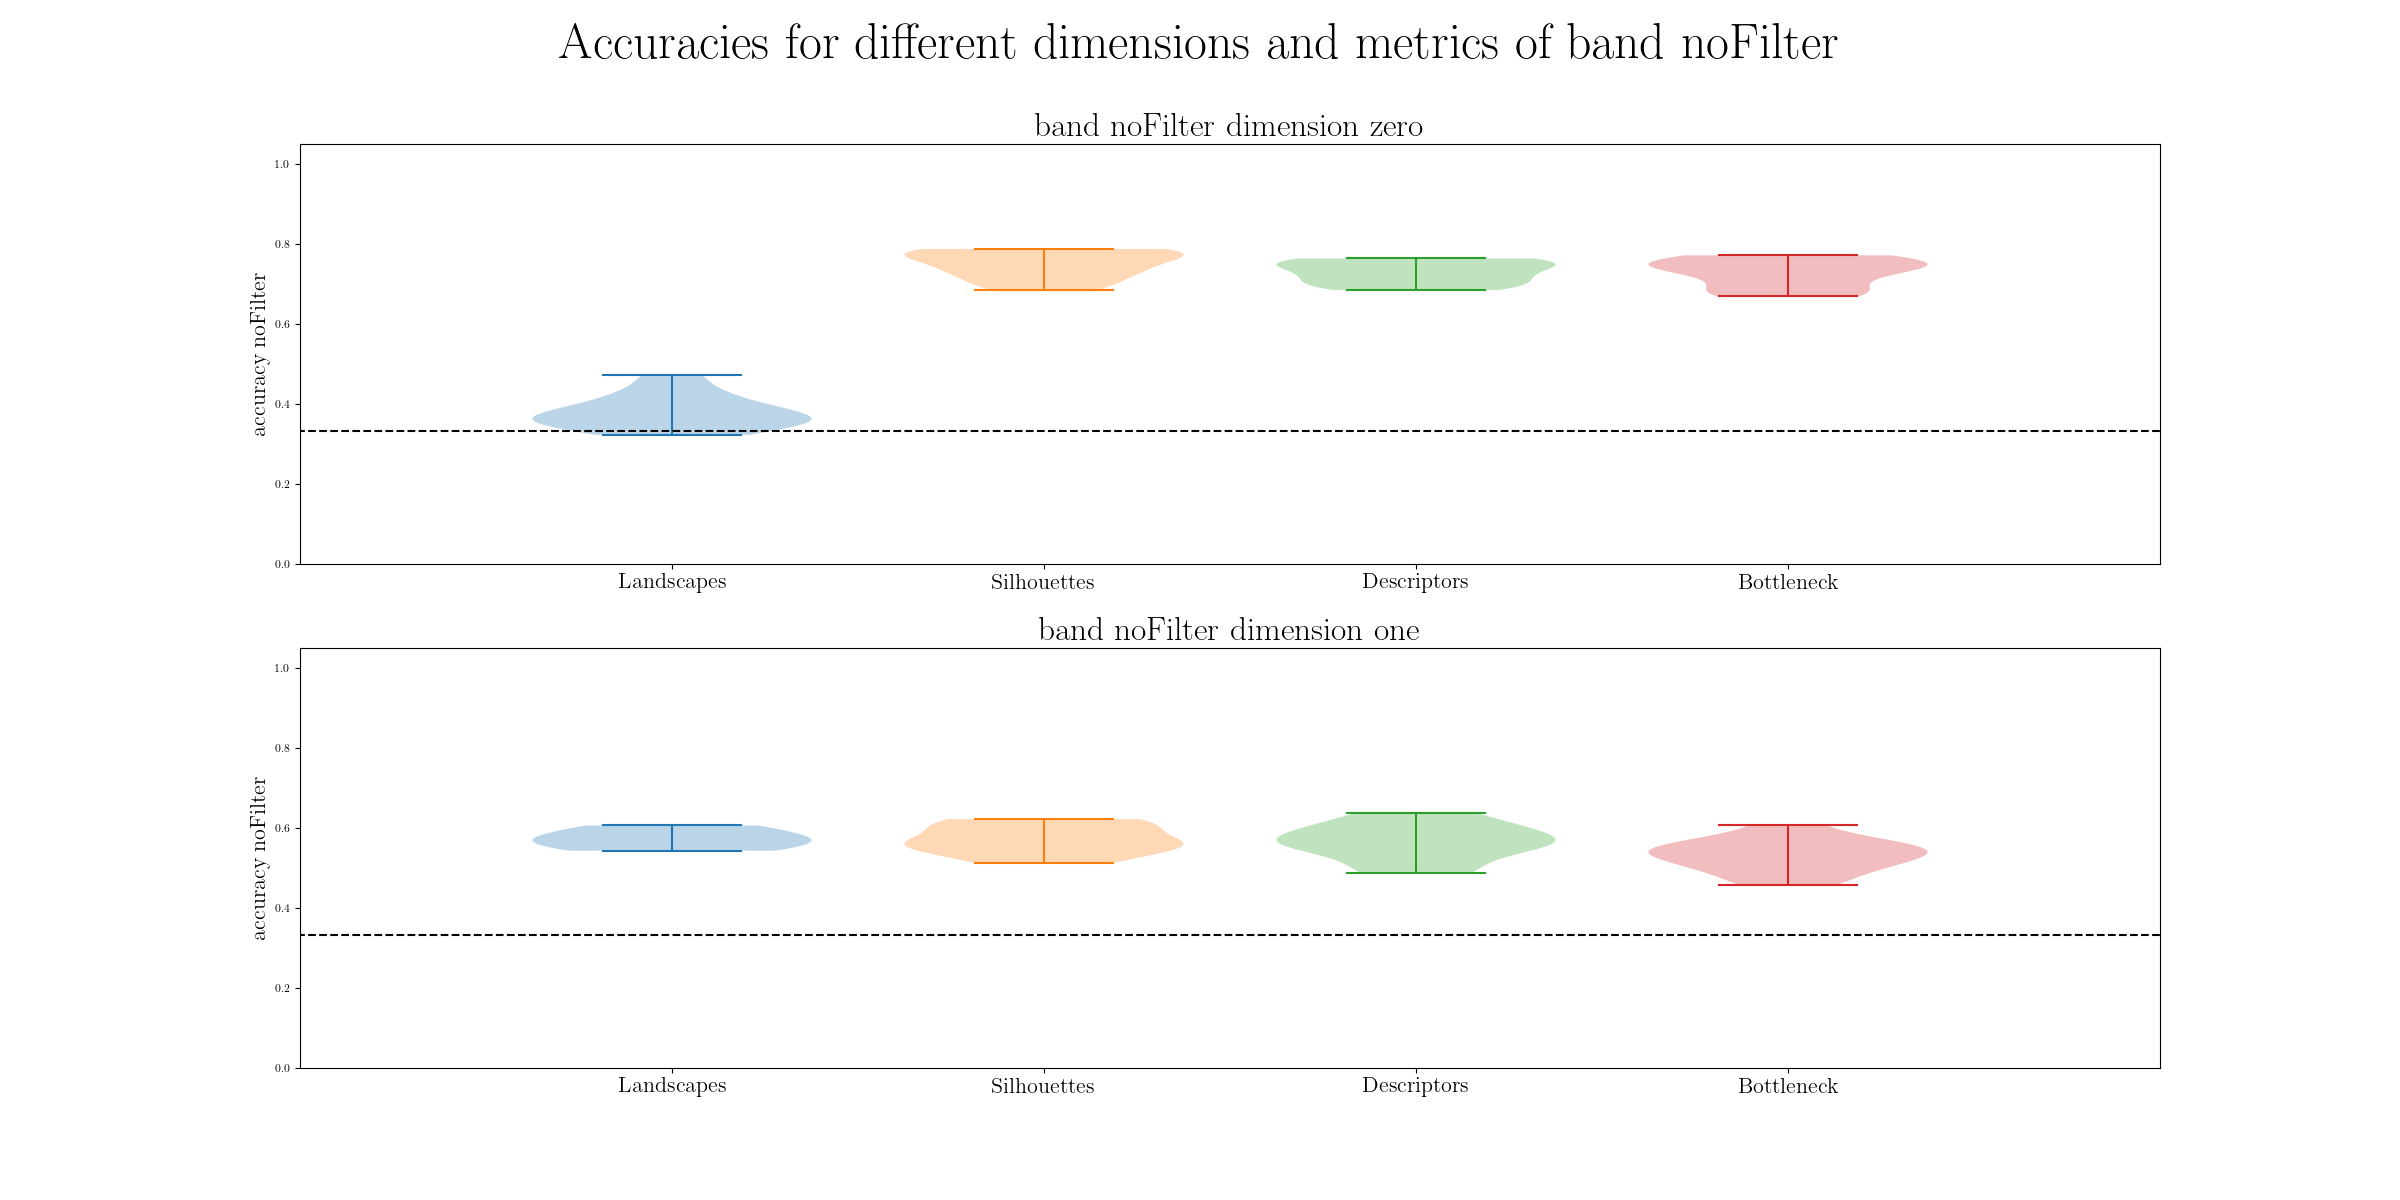 Accuracies for different dimensions and metrics of band noFilter
band noFilter dimension zero
accuracy noFilter
1.0
0.8
0.6
0.4
0.2
0.0
Landscapes Silhouettes Descriptors Bottleneck
band noFilter dimension one
accuracy noFilter
1.0
0.8
0.6
0.4
0.2
0.0
Landscapes Silhouettes Descriptors Bottleneck